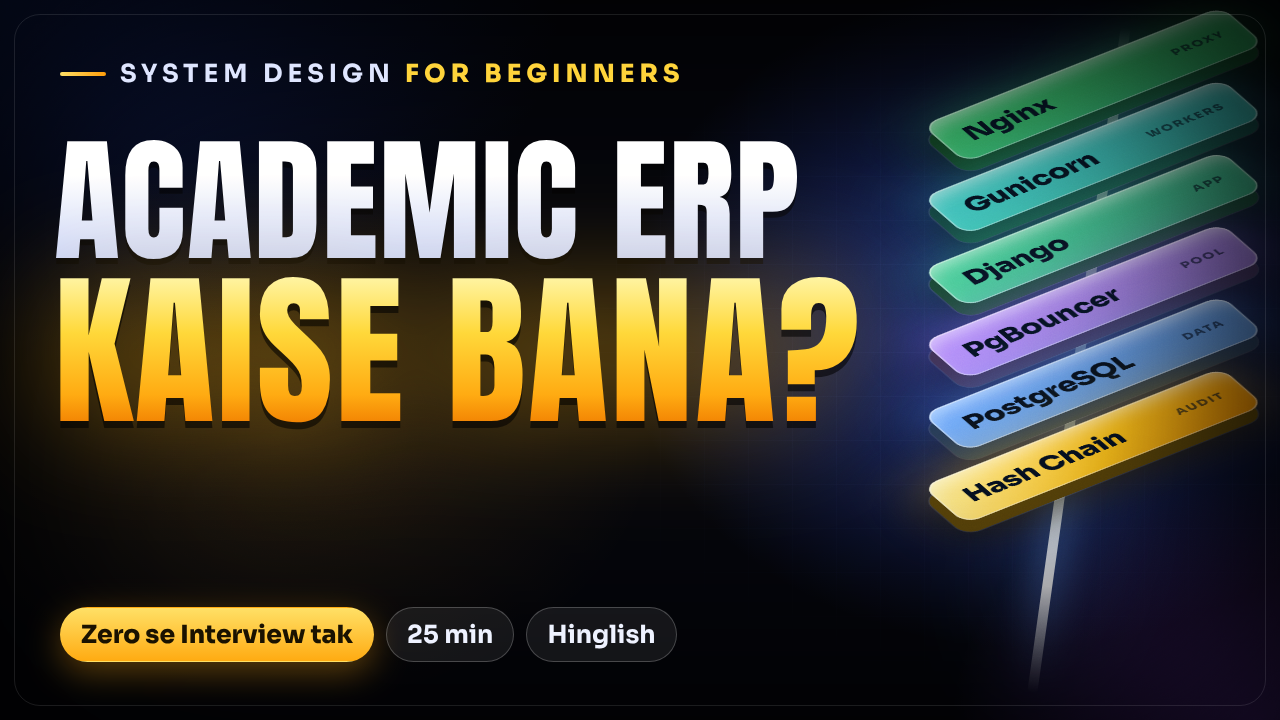 SYSTEM DESIGN FOR BEGINNERS
ACADEMIC ERP
KAISE BANA?
Zero se Interview tak
25 min
Hinglish
Nginx PROXY
Gunicorn WORKERS
Django APP
PgBouncer POOL
PostgreSQL DATA
Hash Chain AUDIT